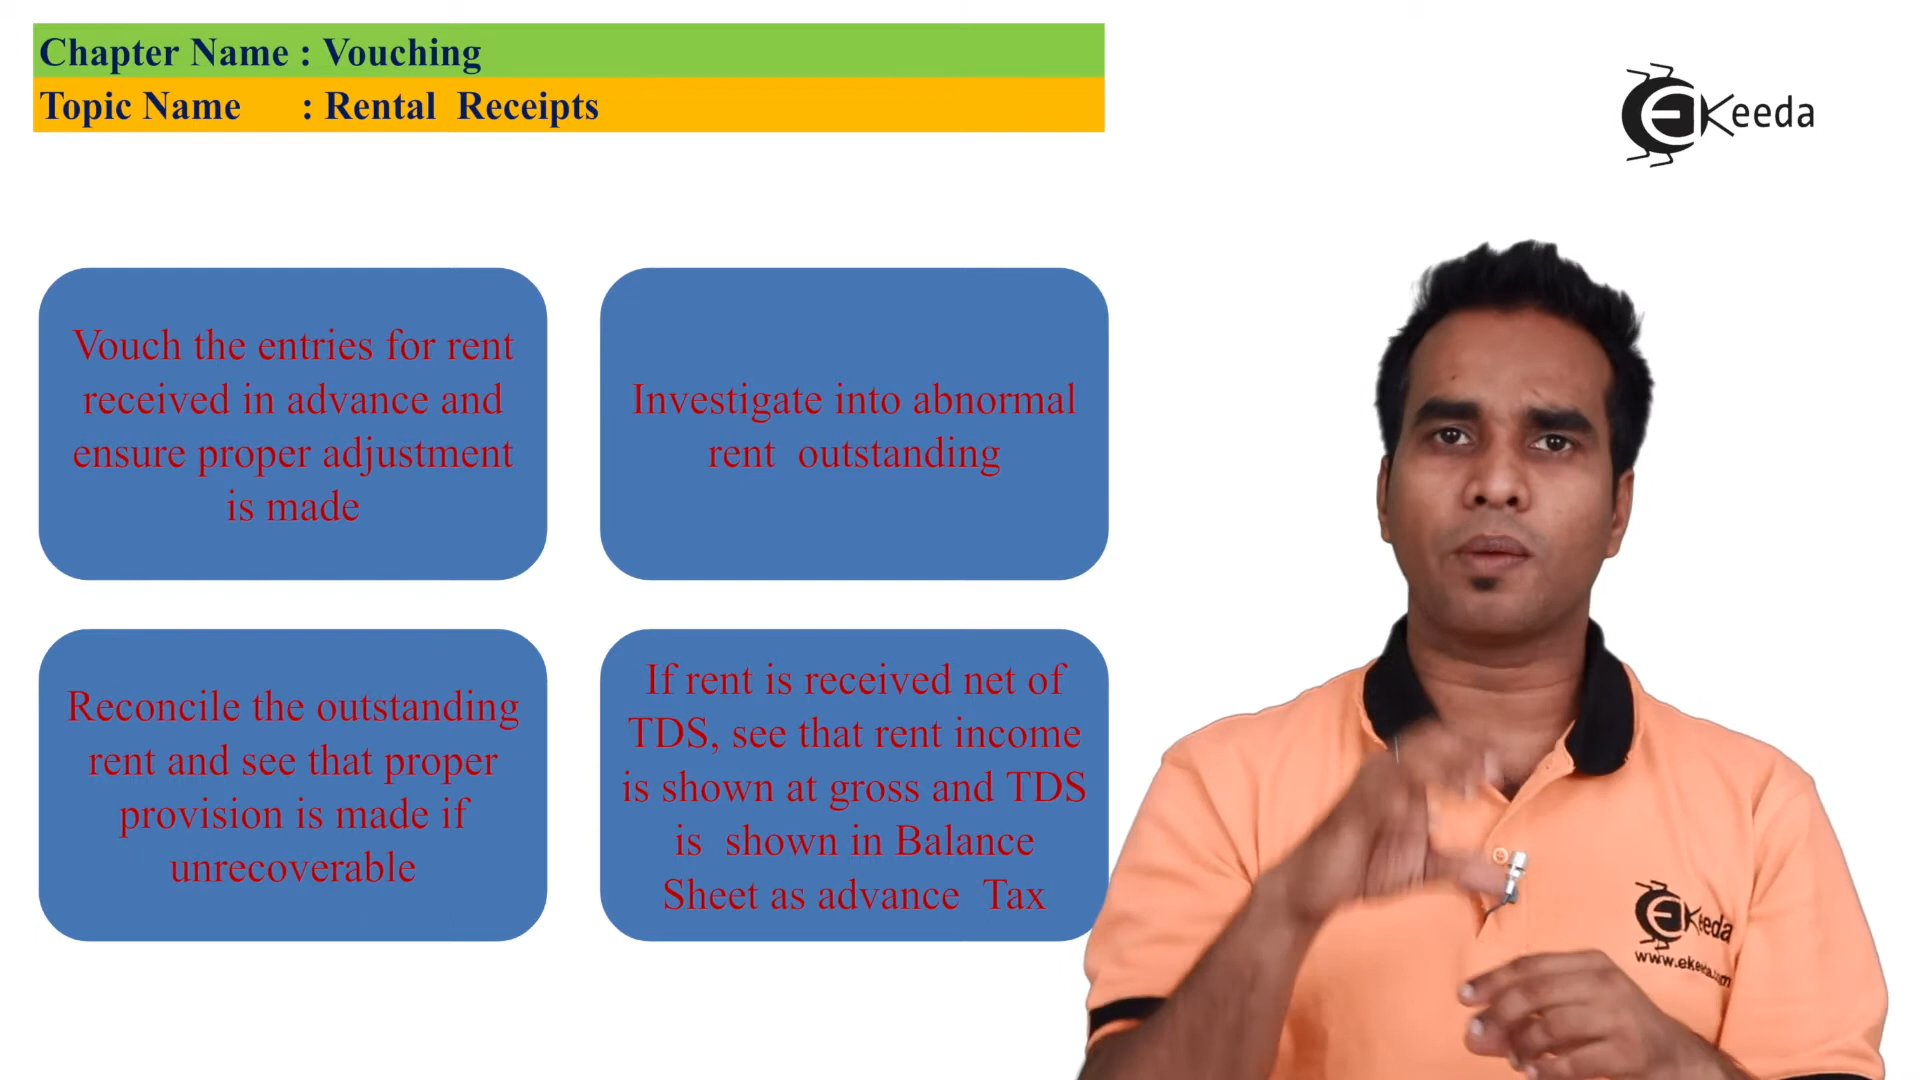 Chapter Name : Vouching
Topic Name : Rental Receipts
EKeeda
Vouch the entries for rent
received in advance and
ensure proper adjustment
is made
Investigate into abnormal
rent outstanding
Reconcile the outstanding
rent and see that proper
provision is made if
unrecoverable
If rent is received net of
TDS, see that rent income
is shown at gross and TDS
is shown in Balance
Sheet as advance Tax
EKeeda
www.ekeeda.com